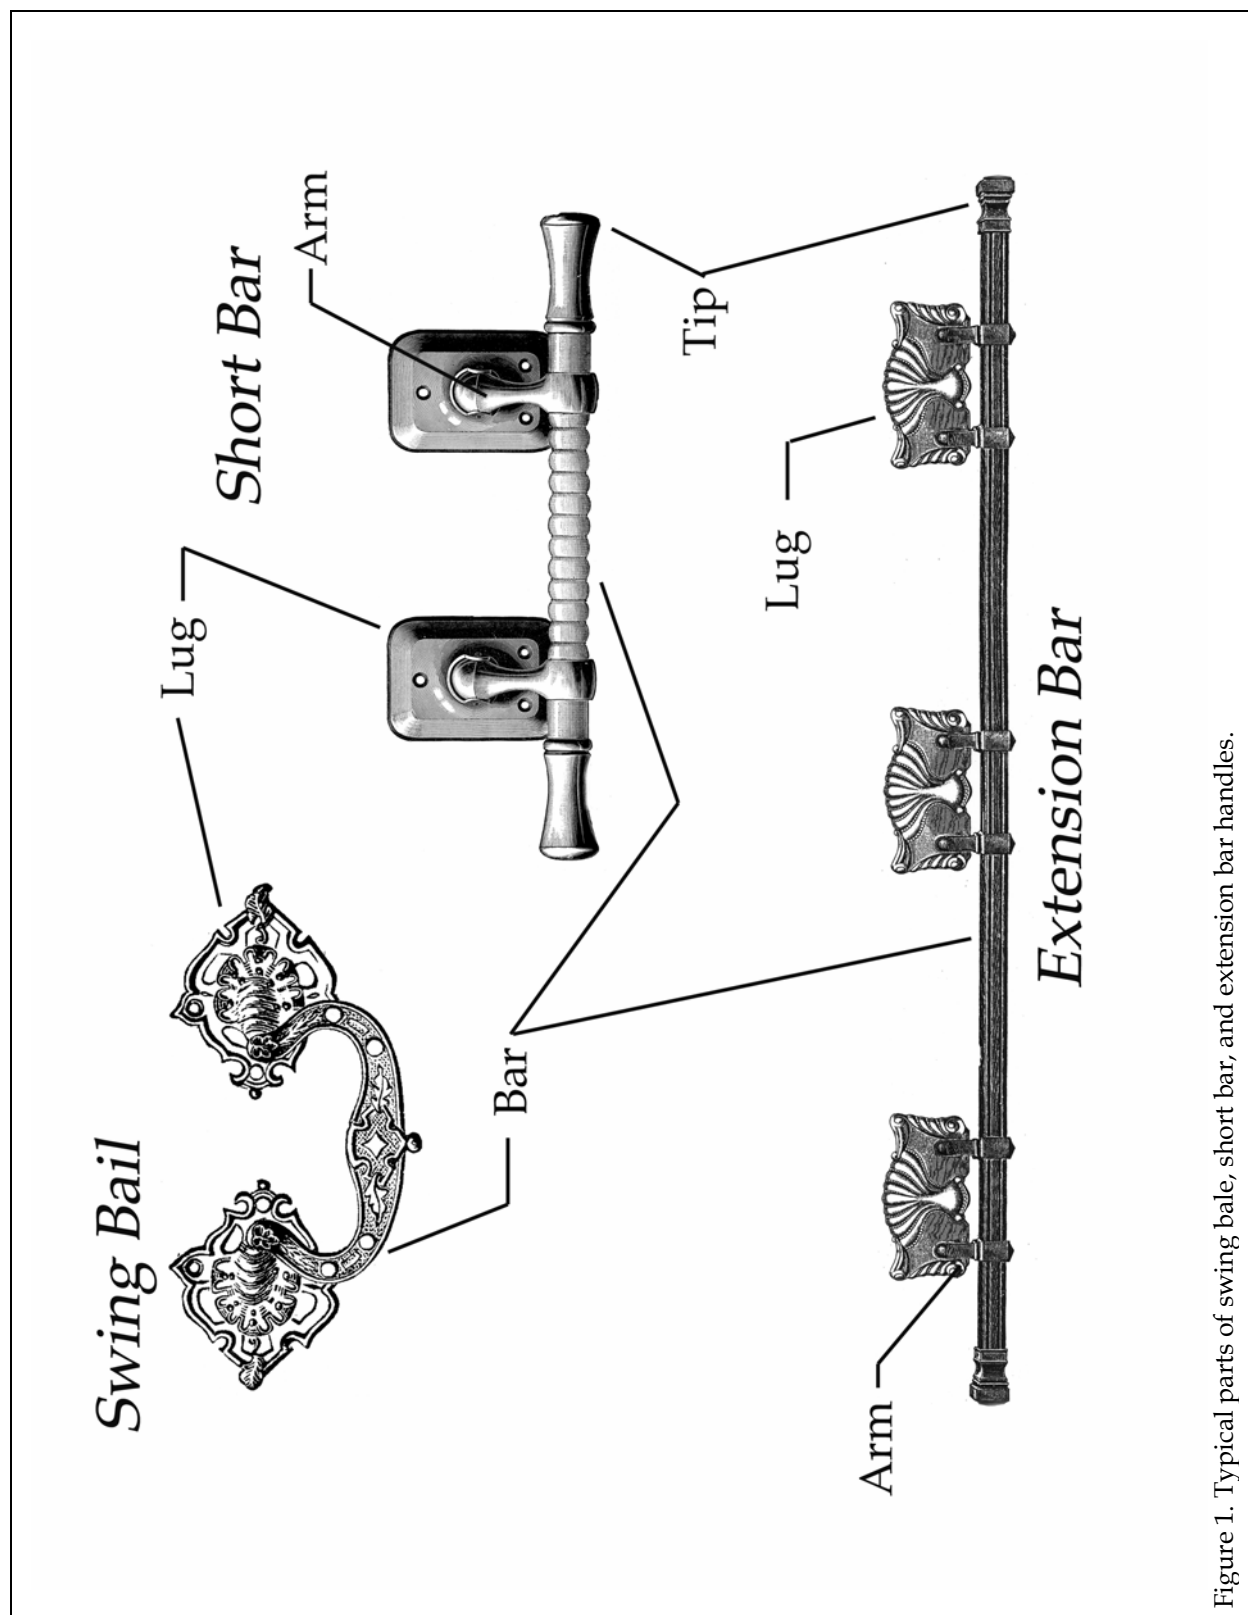 Swing Bail
Lug
Short Bar
Arm
Bar
Tip
Lug
Arm
Extension Bar
Figure 1. Typical parts of swing bale, short bar, and extension bar handles.